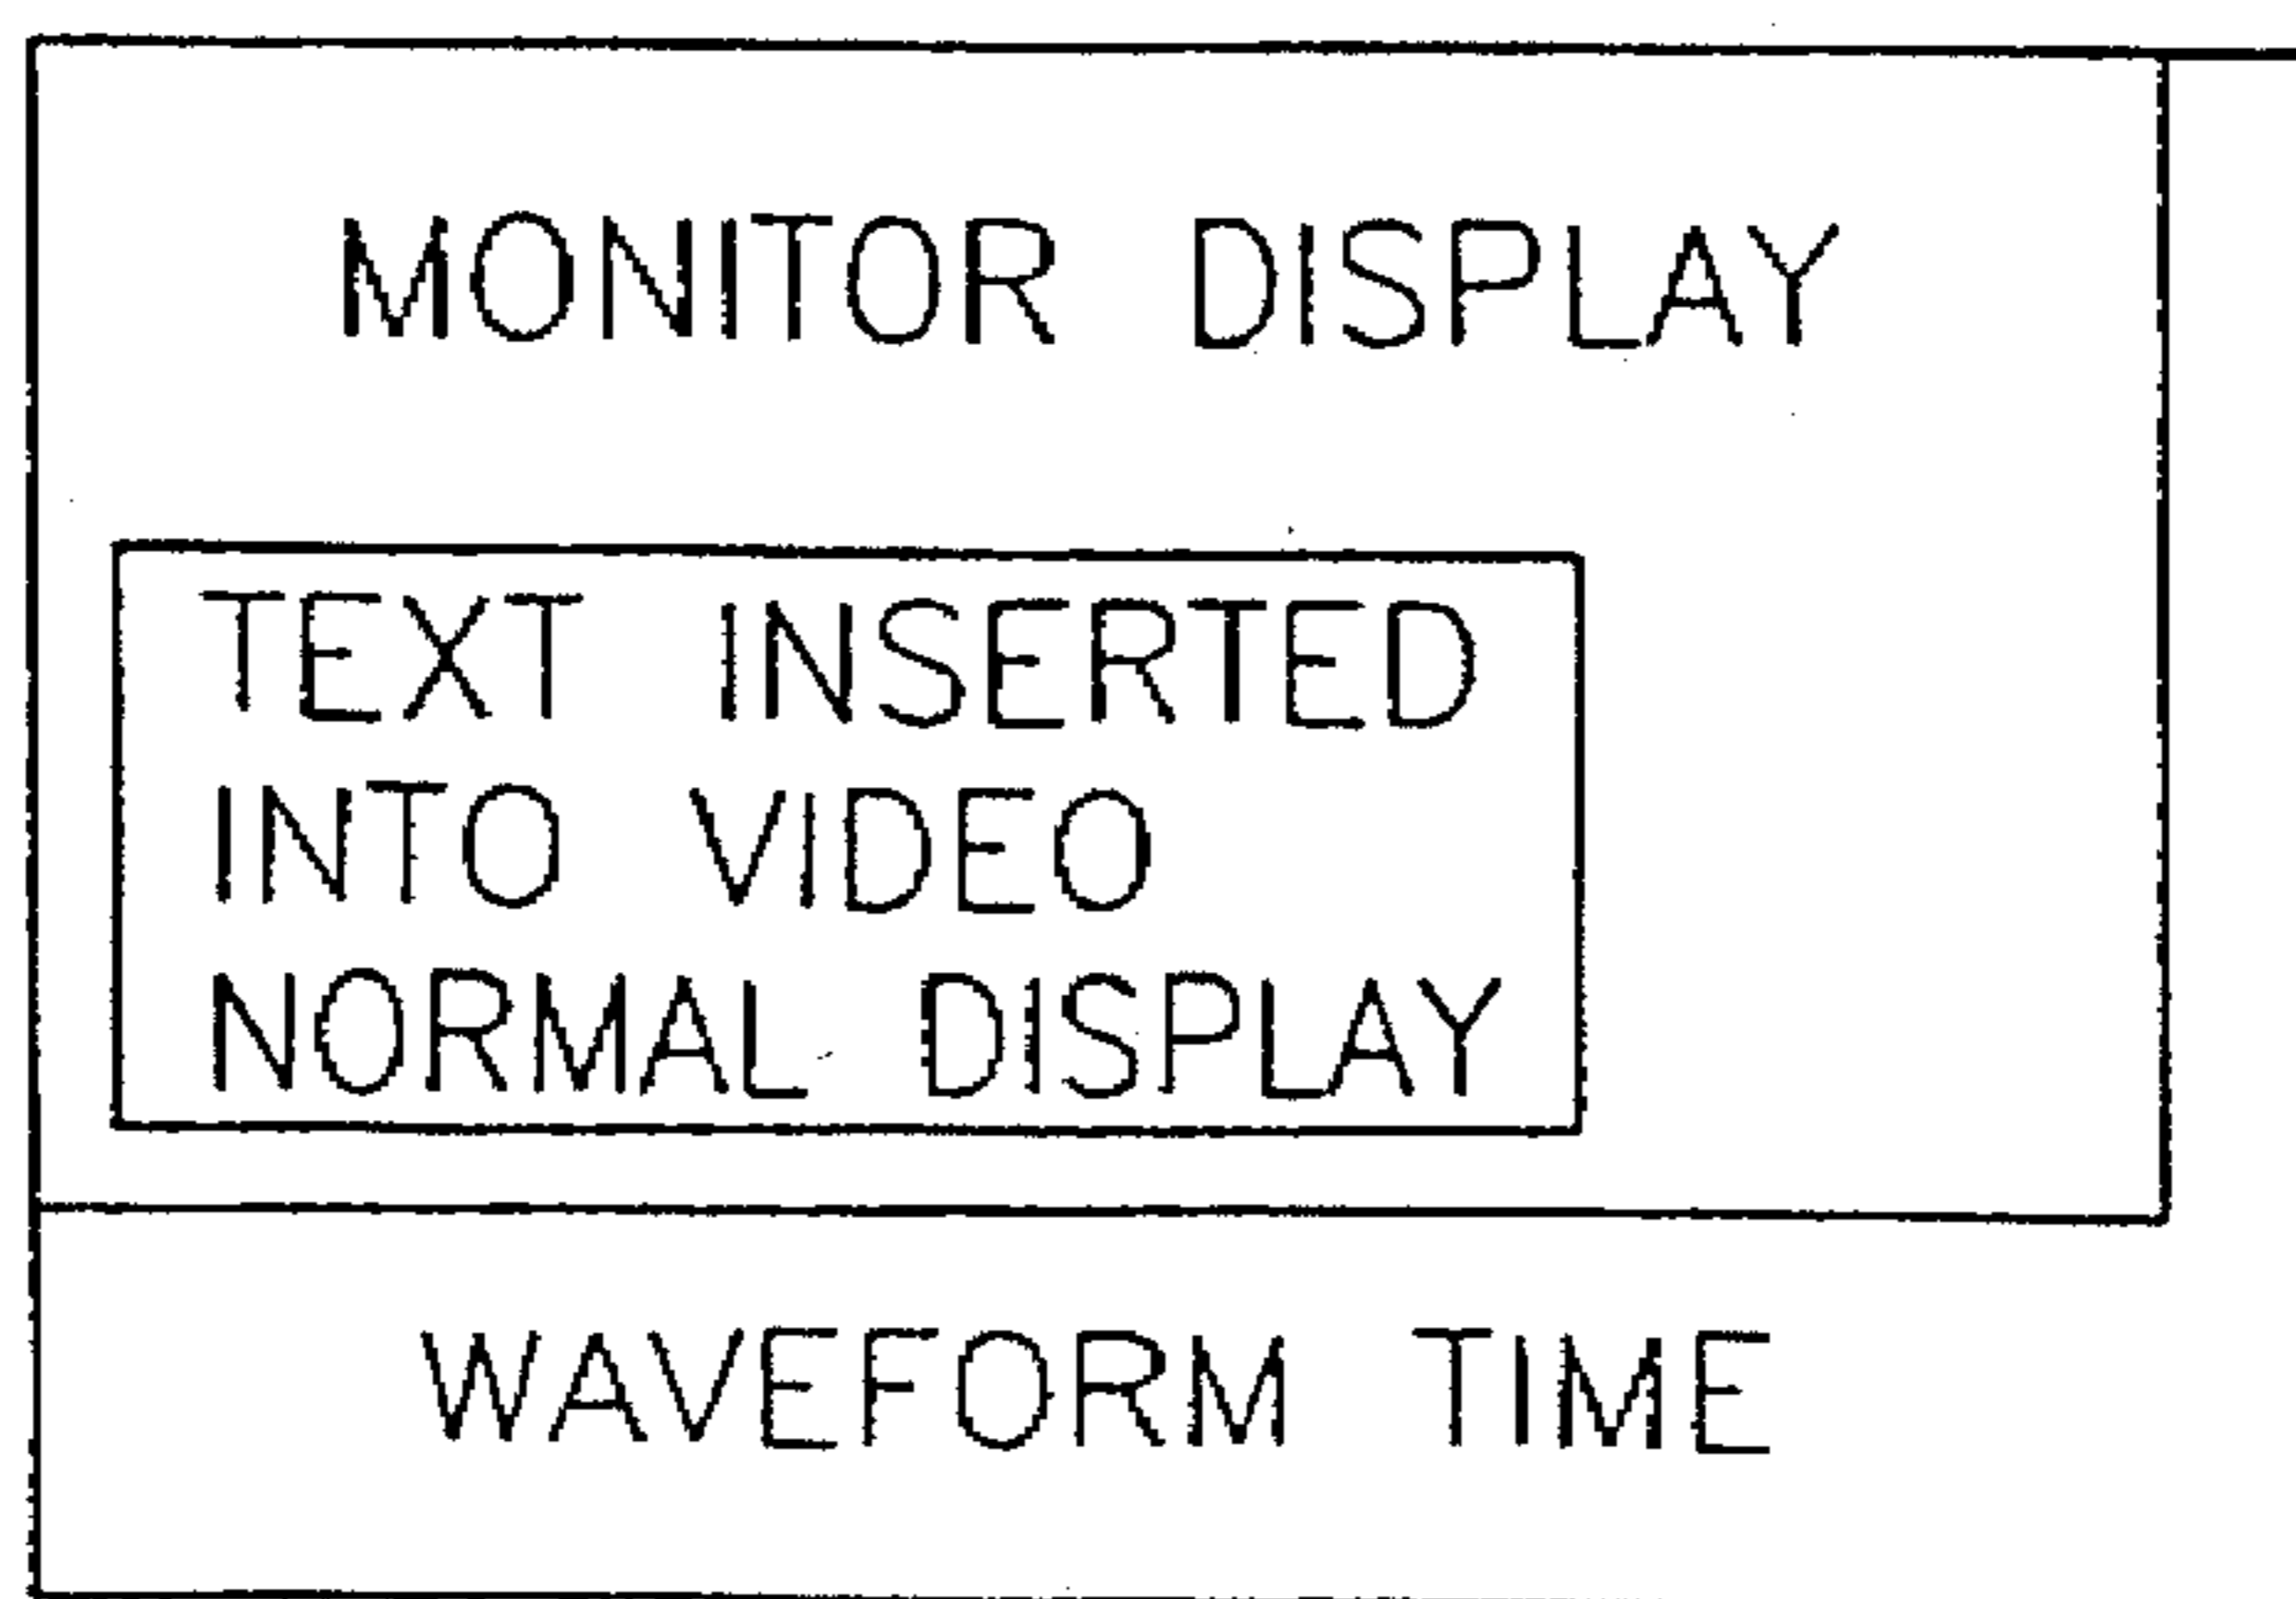 MONITOR DISPLAY
TEXT INSERTED
INTO VIDEO
NORMAL DISPLAY
WAVEFORM TIME